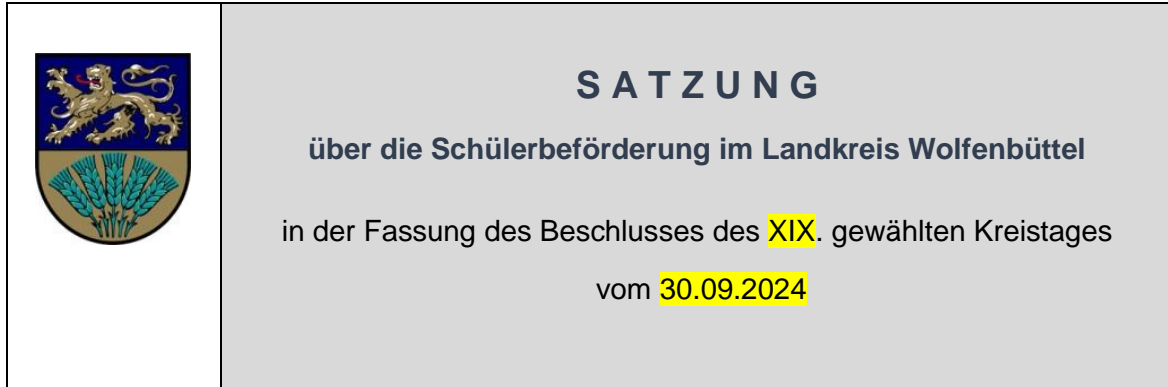 S A T Z U N G
über die Schülerbeförderung im Landkreis Wolfenbüttel
in der Fassung des Beschlusses des XIX. gewählten Kreistages
vom 30.09.2024